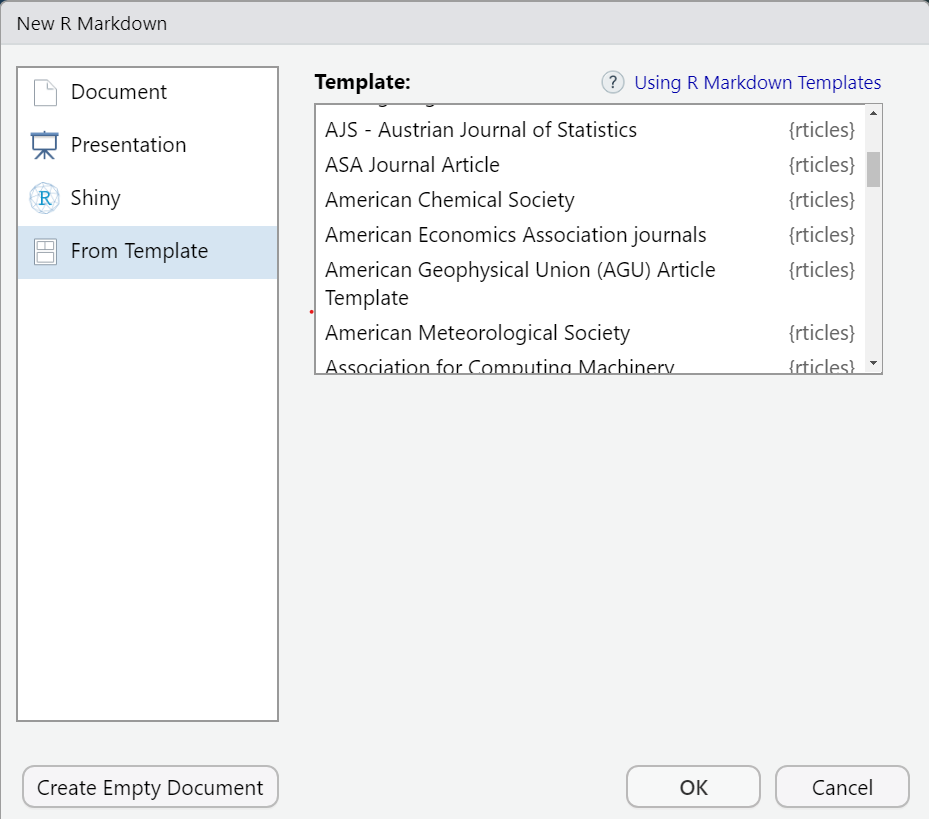 New R Markdown
Document
Presentation
R Shiny
From Template
Template:
? Using R Markdown Templates
AJS - Austrian Journal of Statistics {rticles}
ASA Journal Article {rticles}
American Chemical Society {rticles}
American Economics Association journals {rticles}
American Geophysical Union (AGU) Article {rticles}
Template
American Meteorological Society {rticles}
Association for Computing Machinery {rticles}
Create Empty Document
OK
Cancel